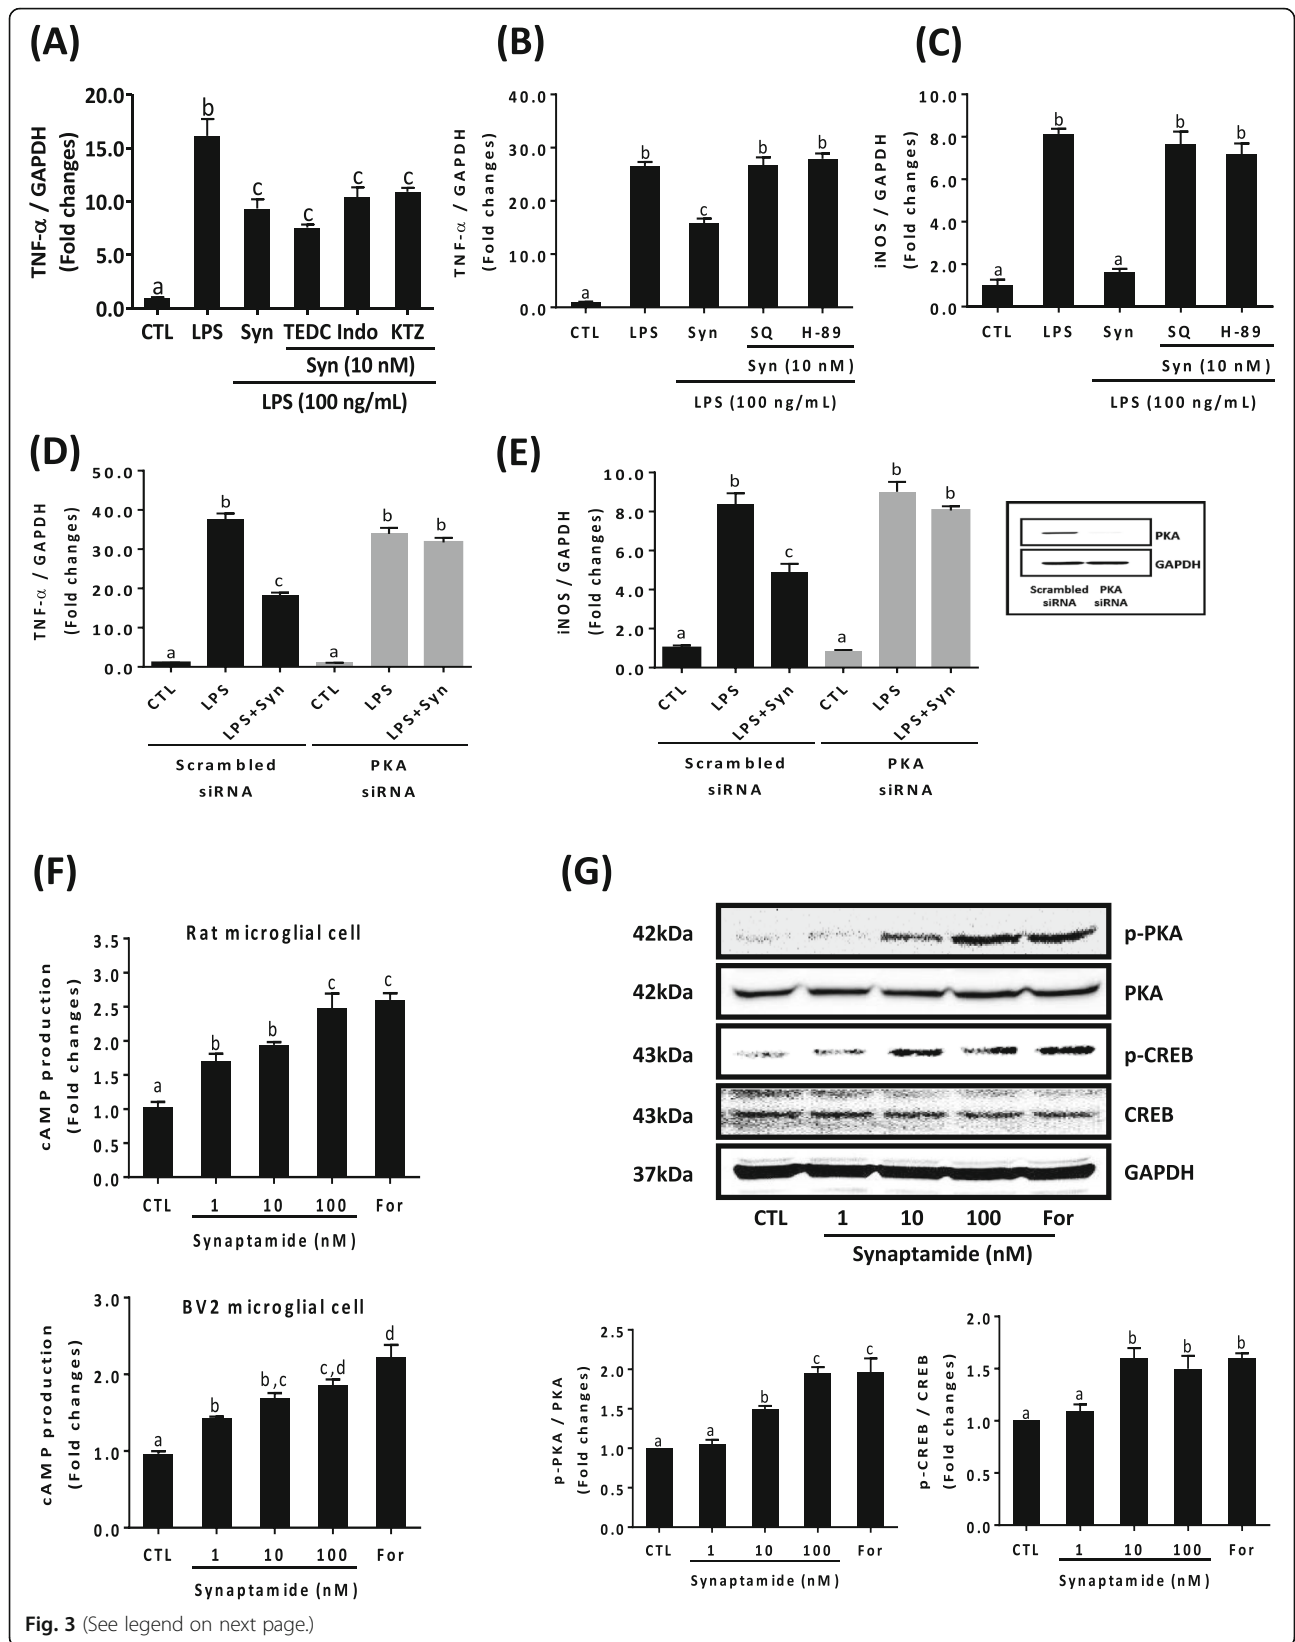 (A)
TNF-α / GAPDH
(Fold changes)
20.0
15.0
10.0
5.0
0.0
a
b
c
c
c
c
CTL LPS Syn TEDC Indo KTZ
Syn (10 nM)
LPS (100 ng/mL)
(B)
TNF-α / GAPDH
(Fold changes)
40.0
30.0
20.0
10.0
0.0
a
b
c
b
b
CTL LPS Syn SQ H-89
Syn (10 nM)
LPS (100 ng/mL)
(C)
iNOS / GAPDH
(Fold changes)
10.0
8.0
6.0
4.0
2.0
0.0
a
b
a
b
b
CTL LPS Syn SQ H-89
Syn (10 nM)
LPS (100 ng/mL)
(D)
TNF-α / GAPDH
(Fold changes)
50.0
40.0
30.0
20.0
10.0
0.0
a
b
c
a
b
b
CTL LPS LPS+Syn CTL LPS LPS+Syn
Scrambled PKA
siRNA siRNA
(E)
iNOS / GAPDH
(Fold changes)
10.0
8.0
6.0
4.0
2.0
0.0
a
b
c
a
b
b
CTL LPS LPS+Syn CTL LPS LPS+Syn
Scrambled PKA
siRNA siRNA
PKA
GAPDH
Scrambled PKA
siRNA siRNA
(F)
Rat microglial cell
cAMP production
(Fold changes)
3.5
3.0
2.5
2.0
1.5
1.0
0.5
0.0
a
b
b
c
c
CTL 1 10 100 For
Synaptamide (nM)
BV2 microglial cell
cAMP production
(Fold changes)
3.0
2.0
1.0
0.0
a
b
b,c
c,d
d
CTL 1 10 100 For
Synaptamide (nM)
(G)
42kDa p-PKA
42kDa PKA
43kDa p-CREB
43kDa CREB
37kDa GAPDH
CTL 1 10 100 For
Synaptamide (nM)
p-PKA / PKA
(Fold changes)
2.5
2.0
1.5
1.0
0.5
0.0
a
a
b
c
c
CTL 1 10 100 For
Synaptamide (nM)
p-CREB / CREB
(Fold changes)
2.0
1.5
1.0
0.5
0.0
a
a
b
b
b
CTL 1 10 100 For
Synaptamide (nM)
Fig. 3 (See legend on next page.)